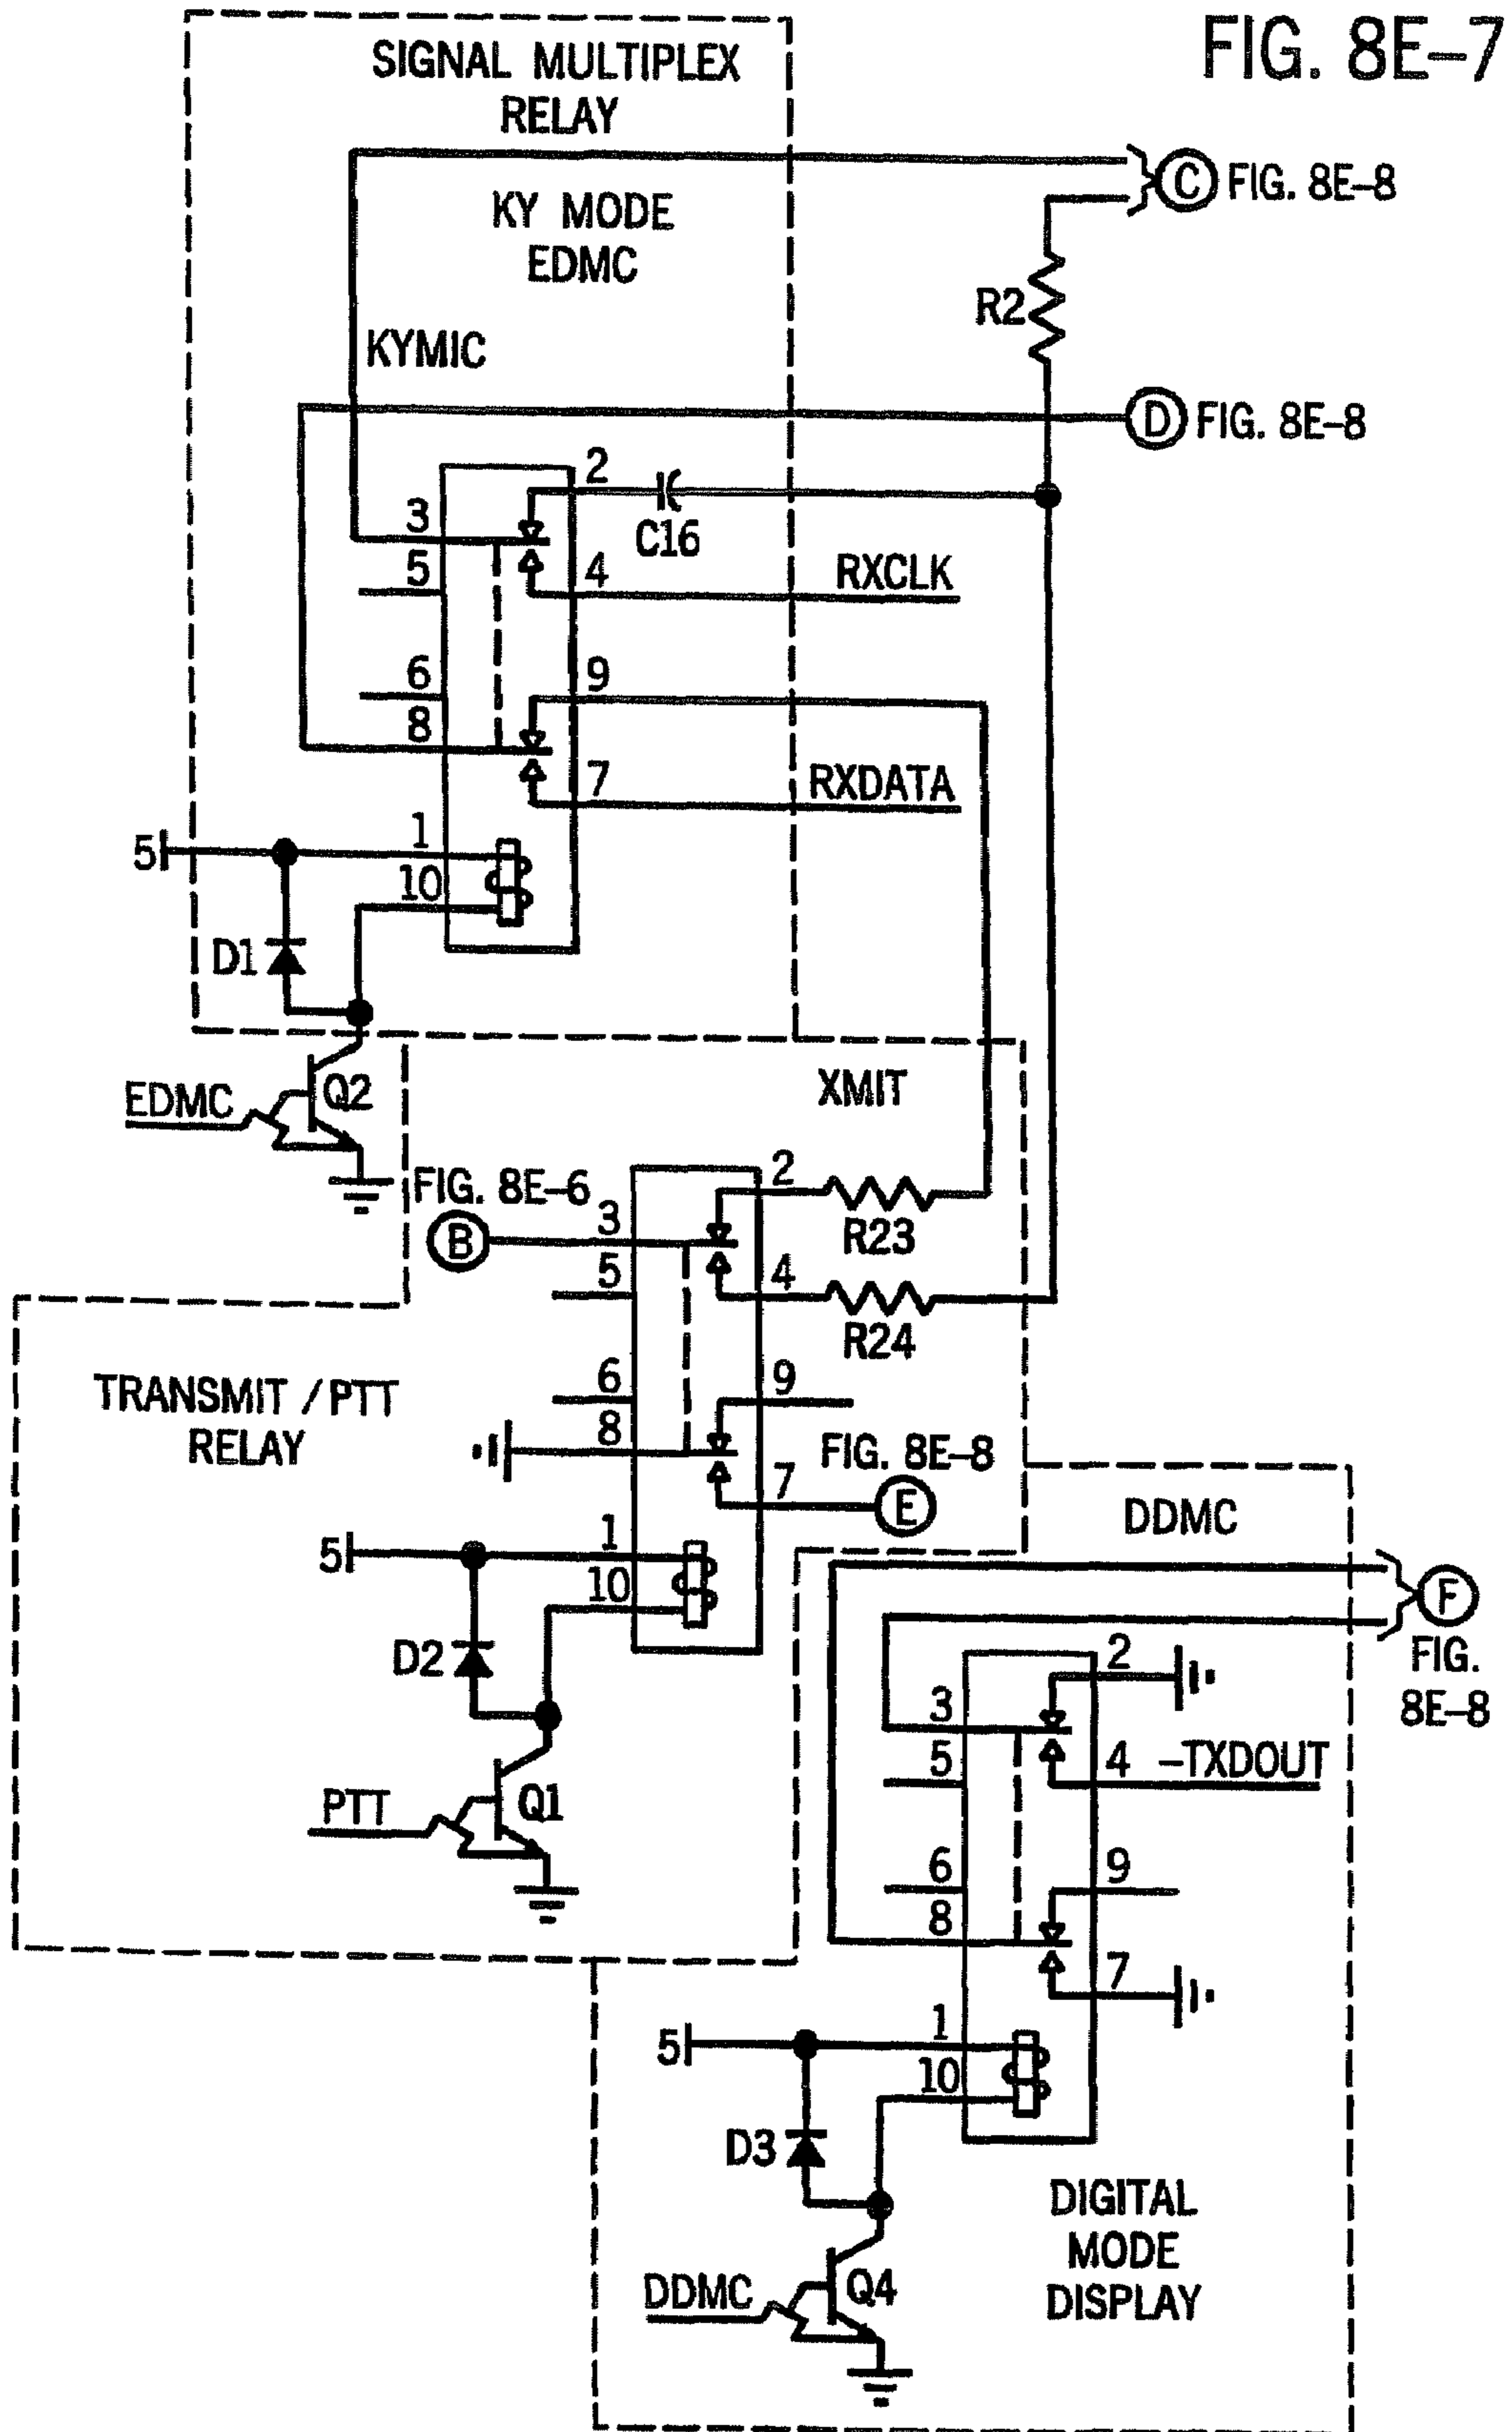 FIG. 8E-7
SIGNAL MULTIPLEX
RELAY
C FIG. 8E-8
KY MODE
EDMC
R2
KYMIC
D FIG. 8E-8
2
3
C16
5
4 RXCLK
6
9
8
7 RXDATA
1
5
10
D1
EDMC
Q2
XMIT
FIG. 8E-6
2
3
B
R23
5
4
R24
TRANSMIT / PTT
RELAY
6
9
8
FIG. 8E-8
7
E
DDMC
1
5
10
F
FIG.
8E-8
D2
2
3
5
4 -TXDOUT
PTT
Q1
6
9
8
7
1
5
10
D3
DIGITAL
MODE
DISPLAY
DDMC
Q4